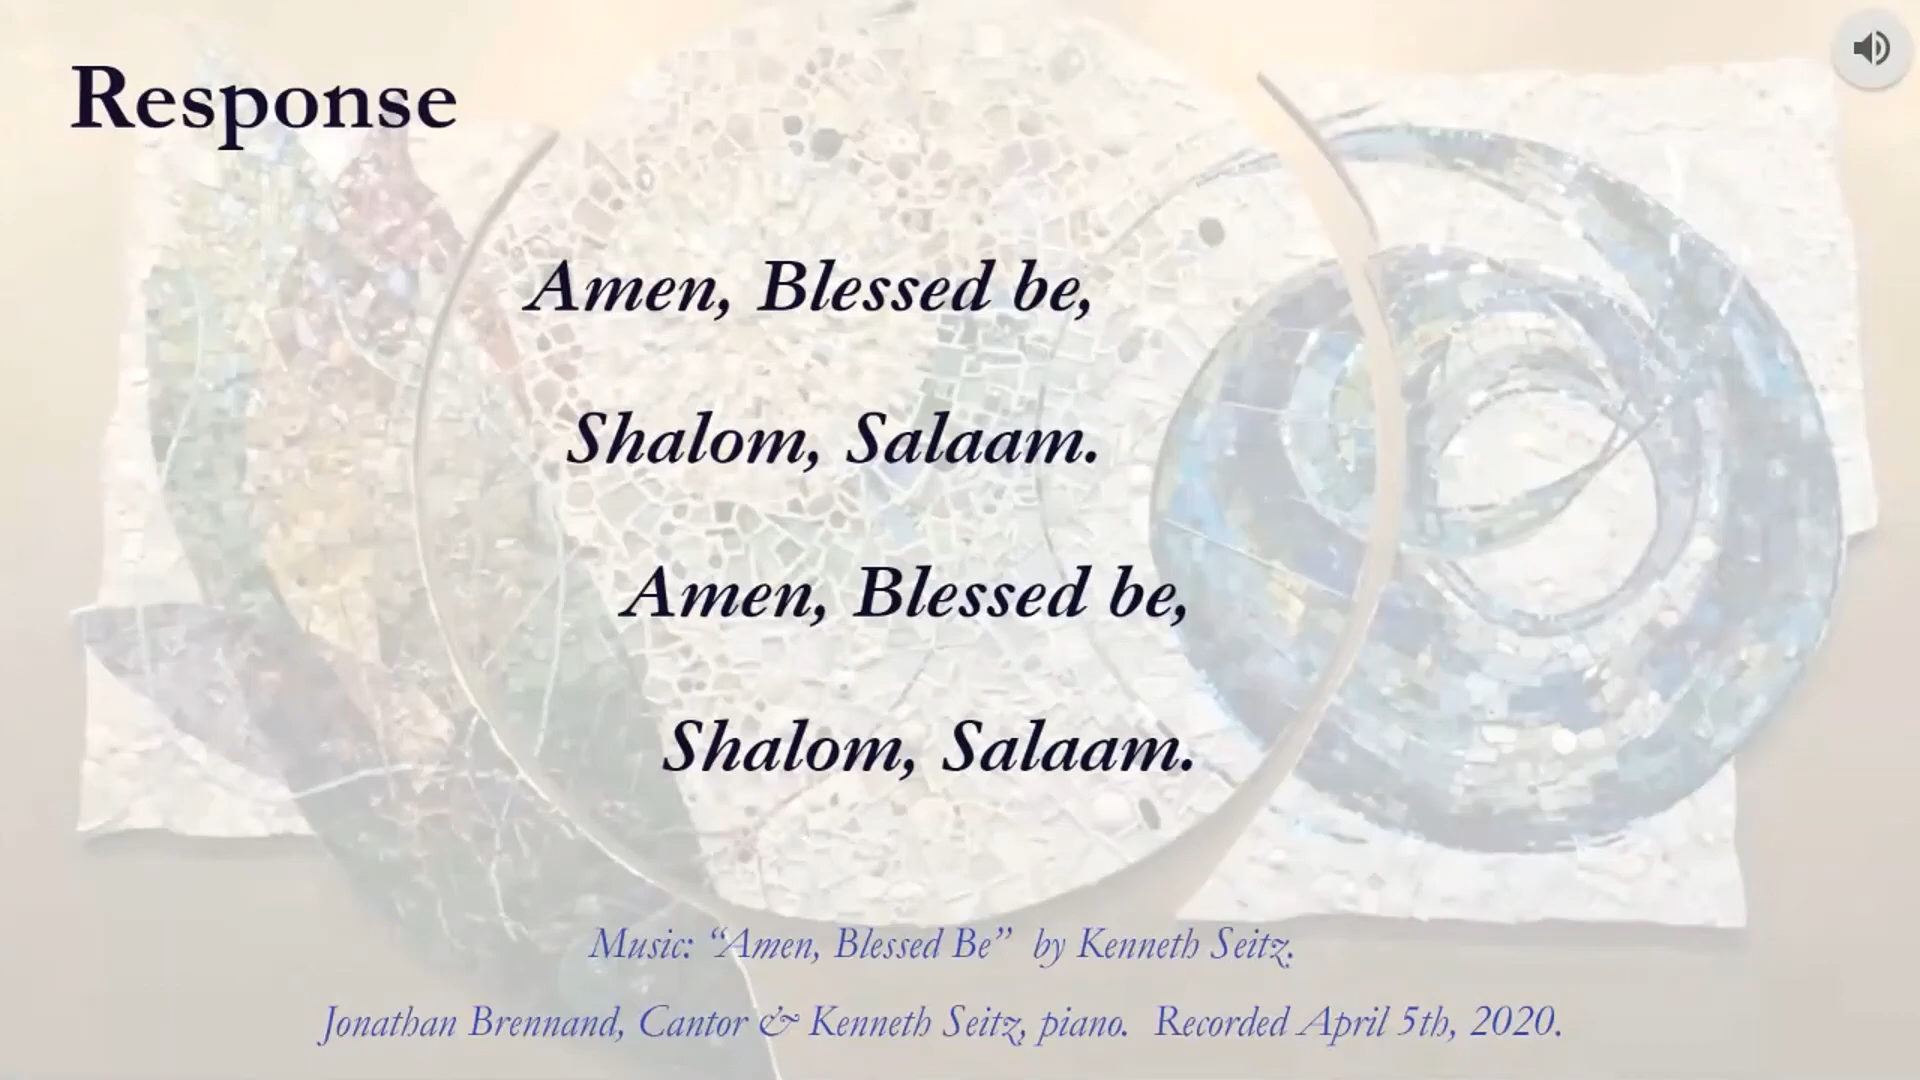 Response
Amen, Blessed be,
Shalom, Salaam.
Amen, Blessed be,
Shalom, Salaam.
Music: “Amen, Blessed Be” by Kenneth Seitz.
Jonathan Brennand, Cantor & Kenneth Seitz, piano. Recorded April 5th, 2020.